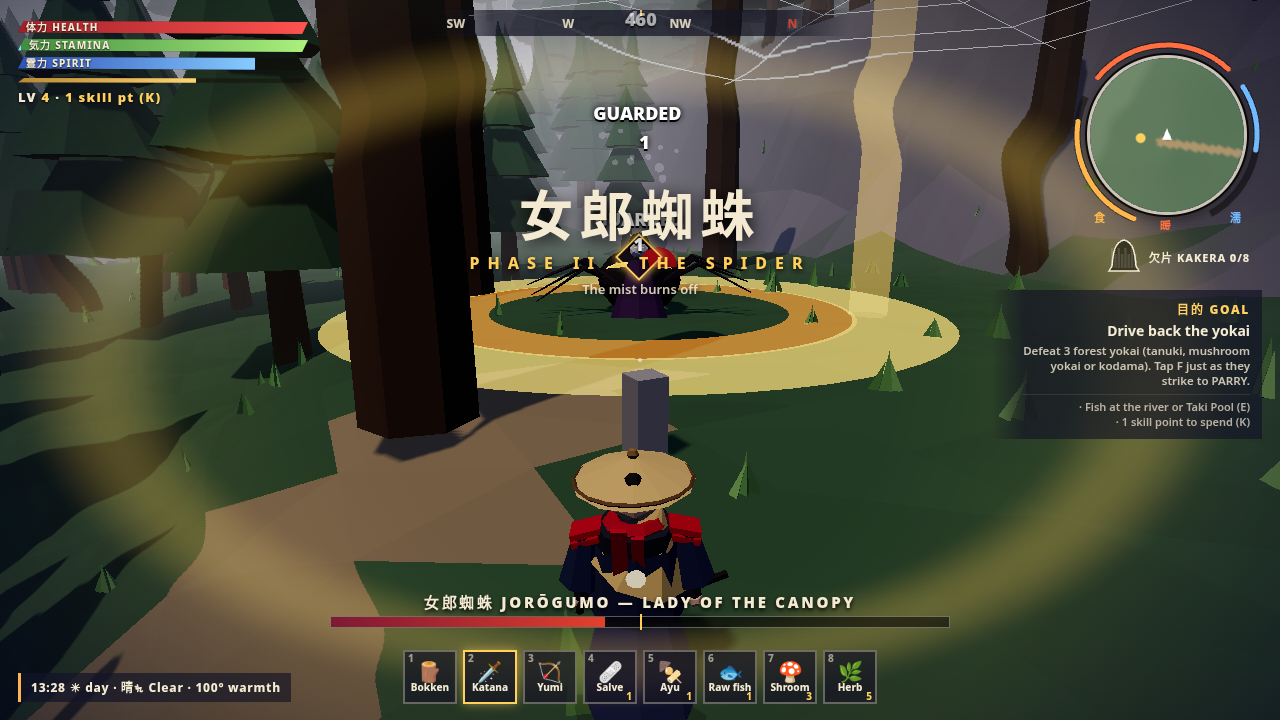 体力 HEALTH
気力 STAMINA
霊力 SPIRIT
LV 4 · 1 skill pt (K)
SW W 460 NW N
GUARDED
1
女郎蜘蛛
1
PHASE II — THE SPIDER
The mist burns off
食
暖
濡
欠片 KAKERA 0/8
目的 GOAL
Drive back the yokai
Defeat 3 forest yokai (tanuki, mushroom
yokai or kodama). Tap F just as they
strike to PARRY.
· Fish at the river or Taki Pool (E)
· 1 skill point to spend (K)
女郎蜘蛛 JORŌGUMO — LADY OF THE CANOPY
1 Bokken
2 Katana
3 Yumi
4 Salve 1
5 Ayu 1
6 Raw fish 1
7 Shroom 3
8 Herb 5
13:28 ☀ day · 晴れ Clear · 100° warmth